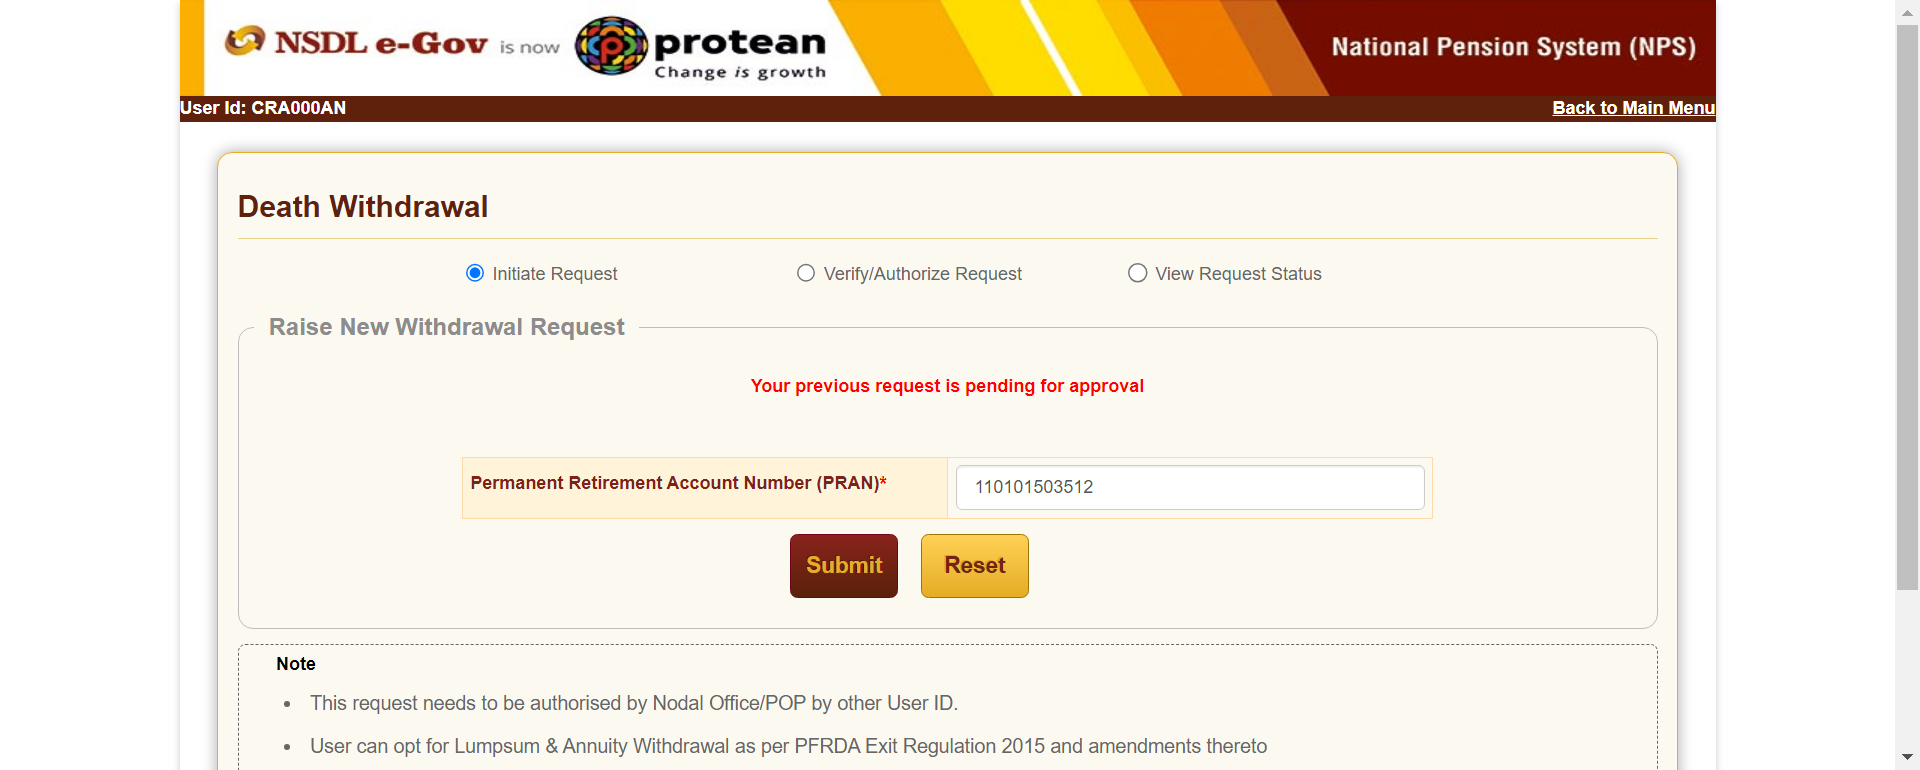 NSDL e-Gov is now protean
Change is growth
National Pension System (NPS)
User Id: CRA000AN
Back to Main Menu
Death Withdrawal
Initiate Request
Verify/Authorize Request
View Request Status
Raise New Withdrawal Request
Your previous request is pending for approval
Permanent Retirement Account Number (PRAN)*
110101503512
Submit
Reset
Note
• This request needs to be authorised by Nodal Office/POP by other User ID.
• User can opt for Lumpsum & Annuity Withdrawal as per PFRDA Exit Regulation 2015 and amendments thereto